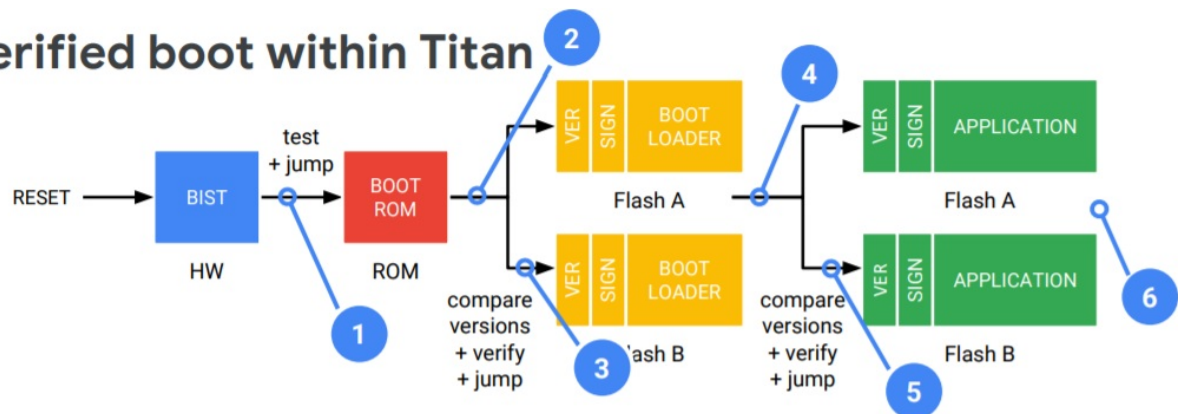 erified boot within Titan
2
4
test
+ jump
RESET
BIST
BOOT
ROM
HW
ROM
VER
SIGN
BOOT
LOADER
Flash A
VER
SIGN
APPLICATION
Flash A
VER
SIGN
BOOT
LOADER
lash B
VER
SIGN
APPLICATION
Flash B
compare
versions
+ verify
+ jump
compare
versions
+ verify
+ jump
1
3
5
6